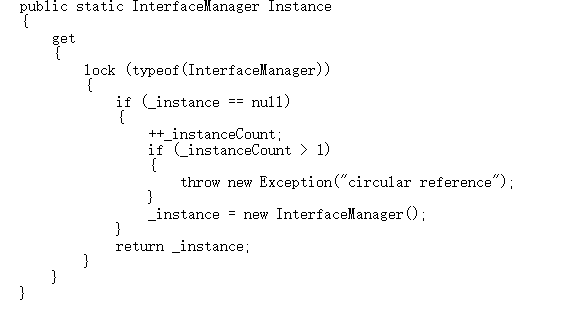 public static InterfaceManager Instance
{
    get
    {
        lock (typeof(InterfaceManager))
        {
            if (_instance == null)
            {
                ++_instanceCount;
                if (_instanceCount > 1)
                {
                    throw new Exception("circular reference");
                }
                _instance = new InterfaceManager();
            }
            return _instance;
        }
    }
}